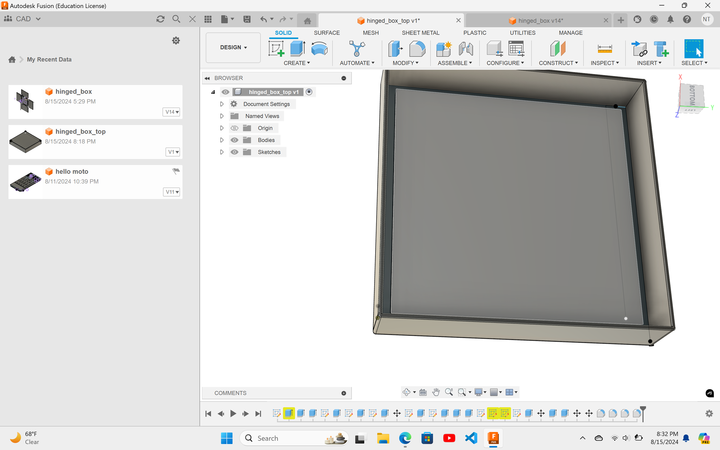 Autodesk Fusion (Education License)
CAD
hinged_box_top v1*
hinged_box v14*
NT
DESIGN
SOLID
SURFACE
MESH
SHEET METAL
PLASTIC
UTILITIES
MANAGE
CREATE
AUTOMATE
MODIFY
ASSEMBLE
CONFIGURE
CONSTRUCT
INSPECT
INSERT
SELECT
My Recent Data
hinged_box
8/15/2024 5:29 PM
V14
hinged_box_top
8/15/2024 8:18 PM
V1
hello moto
8/11/2024 10:39 PM
V11
BROWSER
hinged_box_top v1
Document Settings
Named Views
Origin
Bodies
Sketches
X
Y
Z
BOTTOM
COMMENTS
68°F
Clear
Search
8:32 PM
8/15/2024